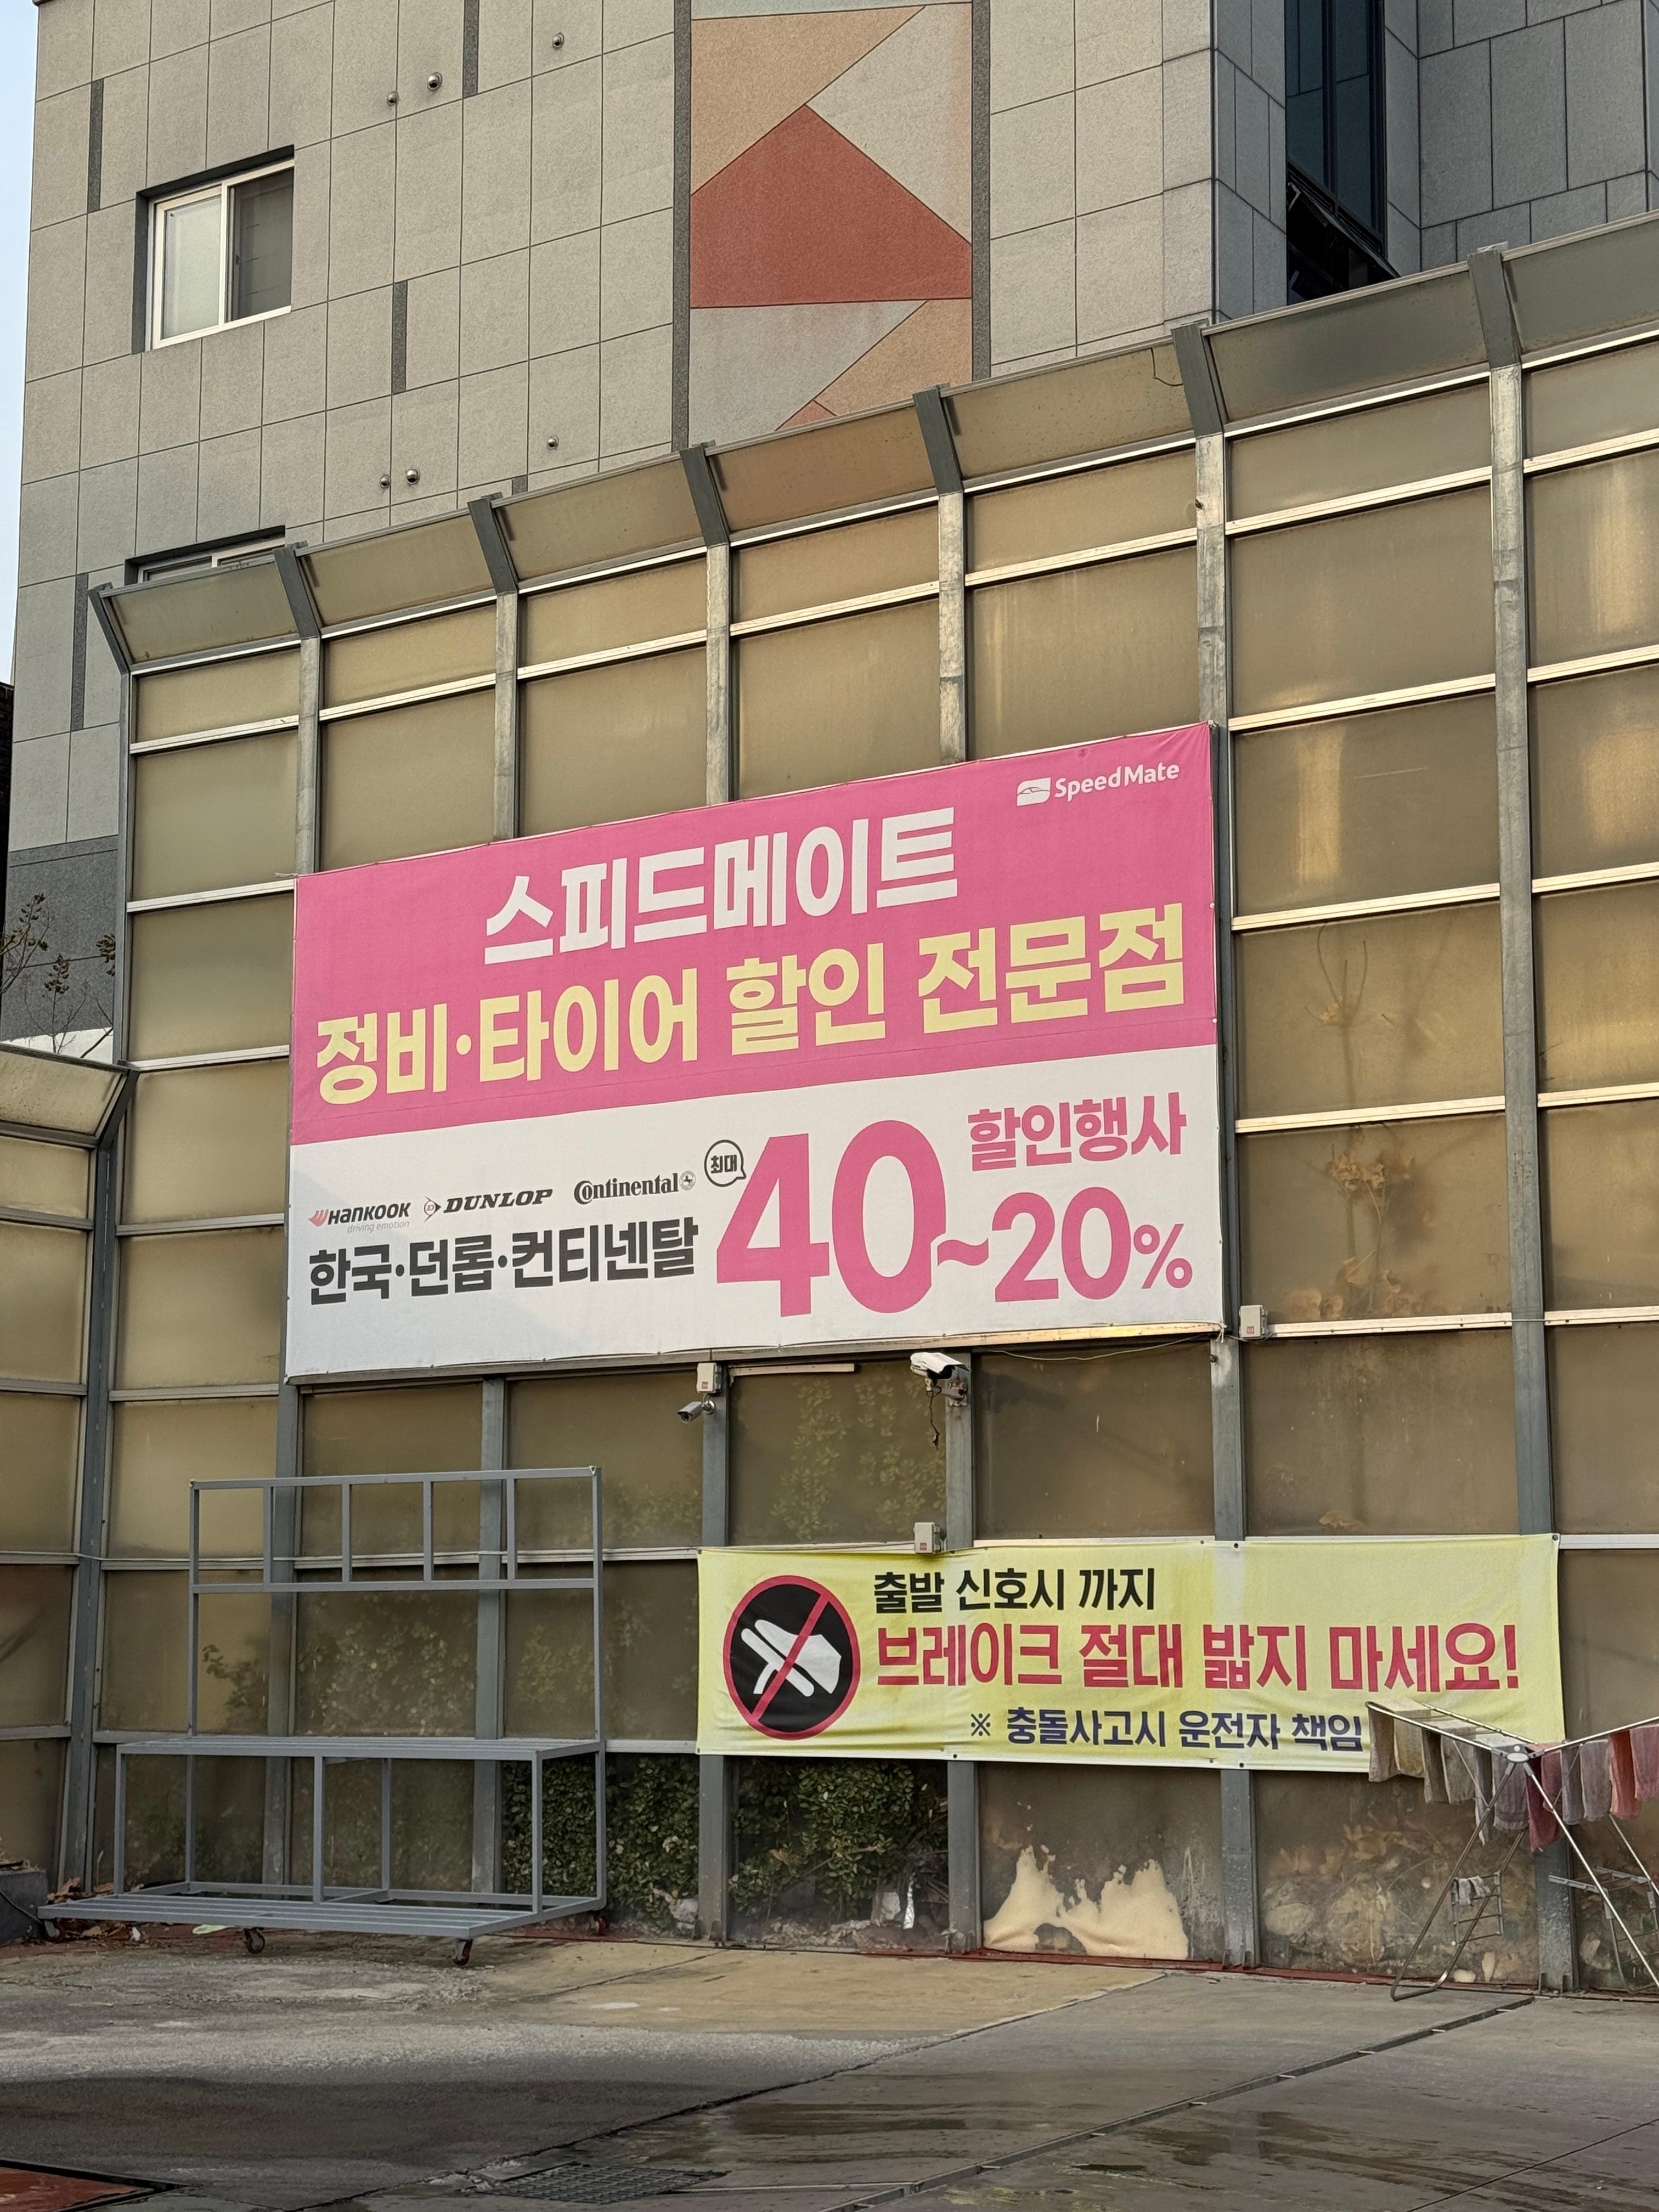 SpeedMate
스피드메이트
정비·타이어 할인 전문점
HANKOOK
driving emotion
DUNLOP
Continental
한국·던롭·컨티넨탈
최대
40~20%
할인행사
출발 신호시 까지
브레이크 절대 밟지 마세요!
※ 충돌사고시 운전자 책임